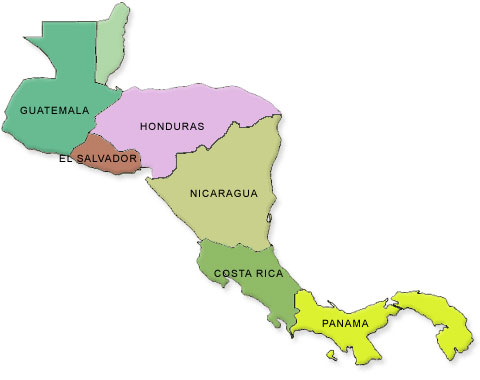 GUATEMALA
HONDURAS
EL SALVADOR
NICARAGUA
COSTA RICA
PANAMA